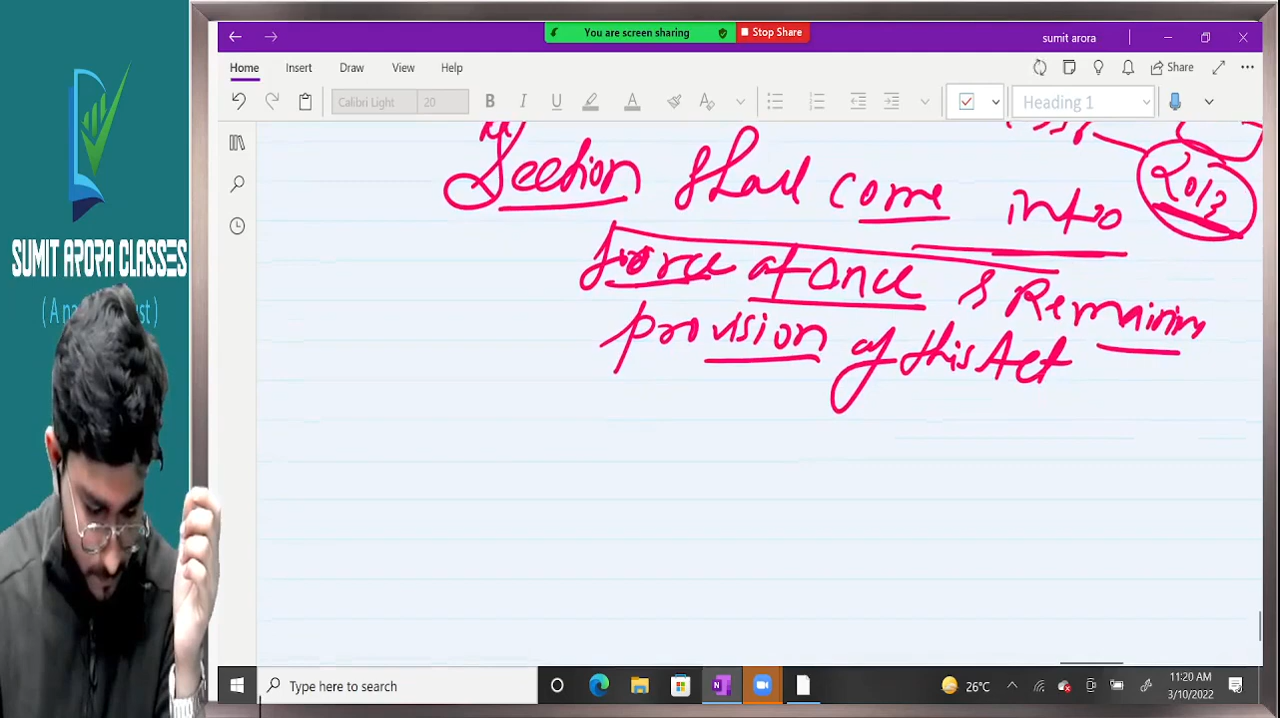 You are screen sharing
Stop Share
sumit arora
Home Insert Draw View Help
Share
Calibri Light 20 B I U A Heading 1
2013
Section shall come into
force at Once & Remaining
provision of this Act
SUMIT ARORA CLASSES
Type here to search
26°C
11:20 AM
3/10/2022